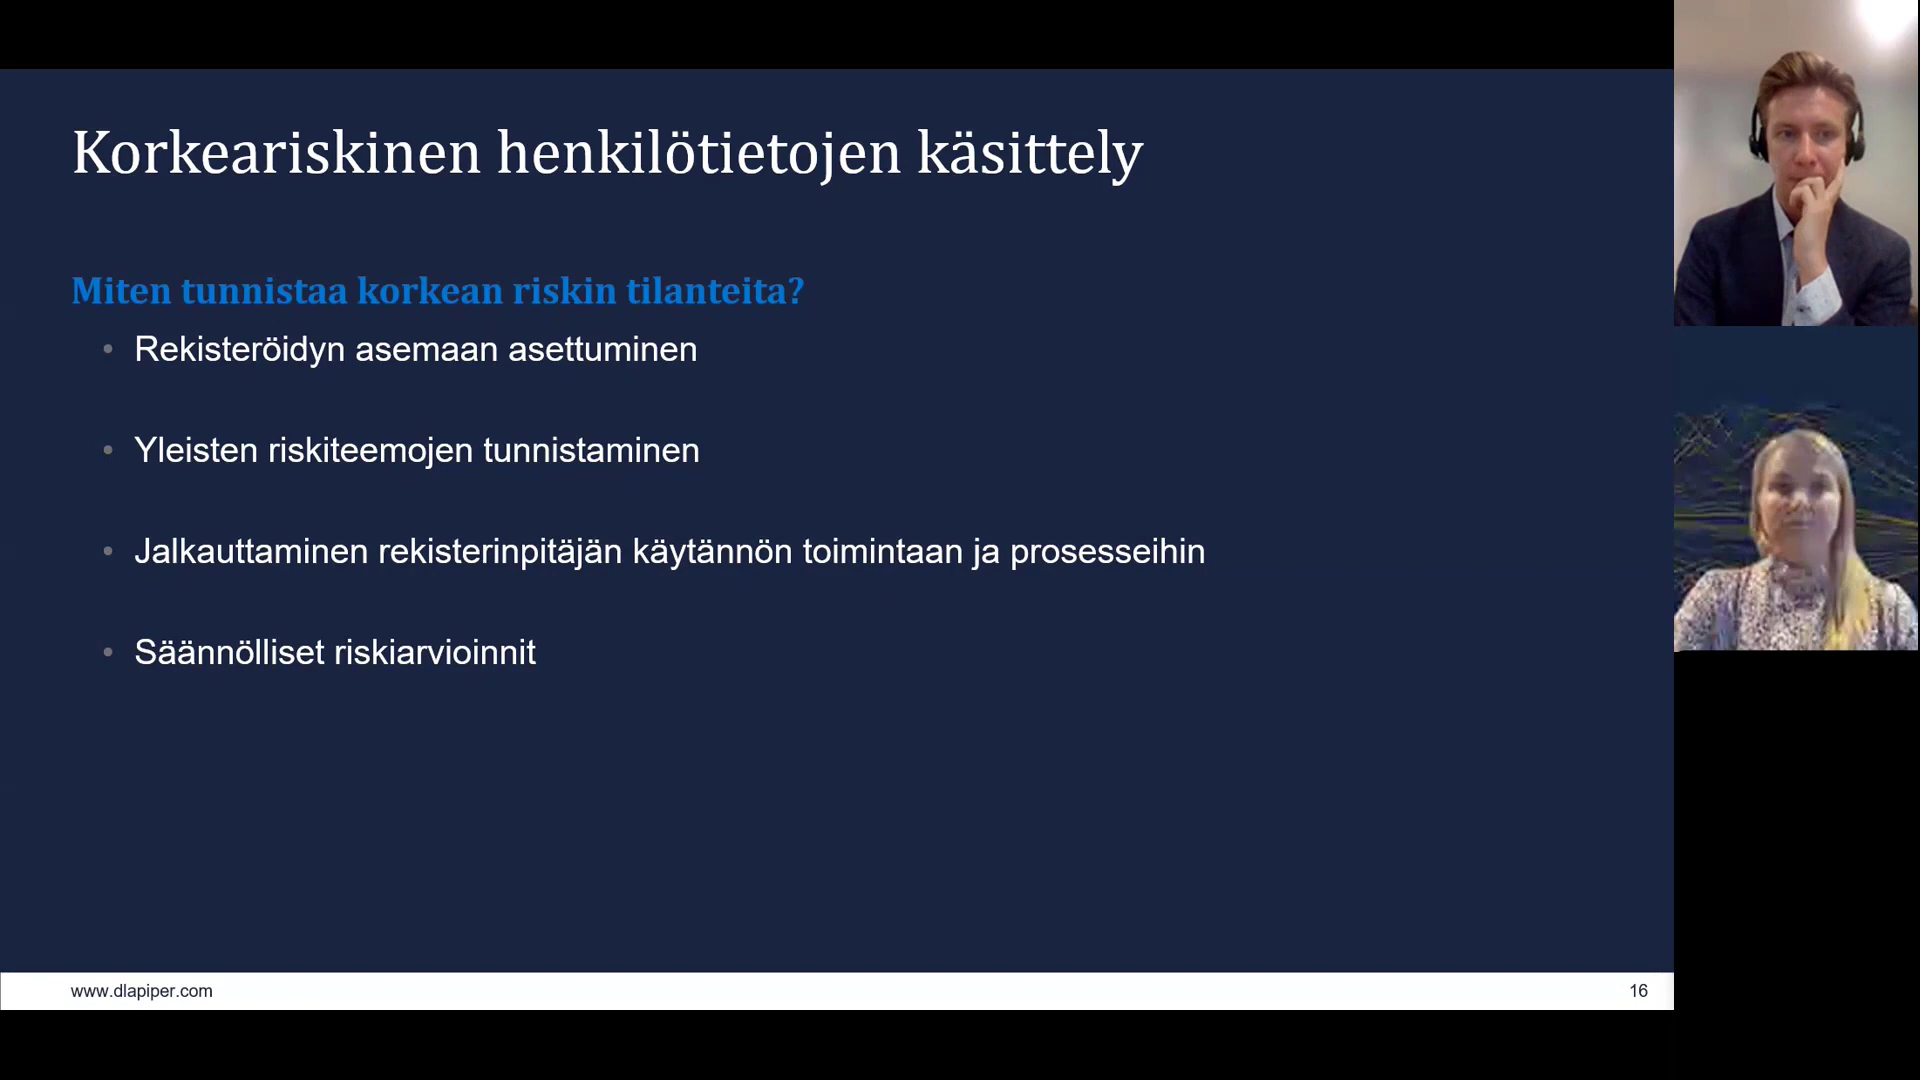 Korkeariskinen henkilötietojen käsittely
Miten tunnistaa korkean riskin tilanteita?
• Rekisteröidyn asemaan asettuminen
• Yleisten riskiteemojen tunnistaminen
• Jalkauttaminen rekisterinpitäjän käytännön toimintaan ja prosesseihin
• Säännölliset riskiarvioinnit
www.dlapiper.com
16